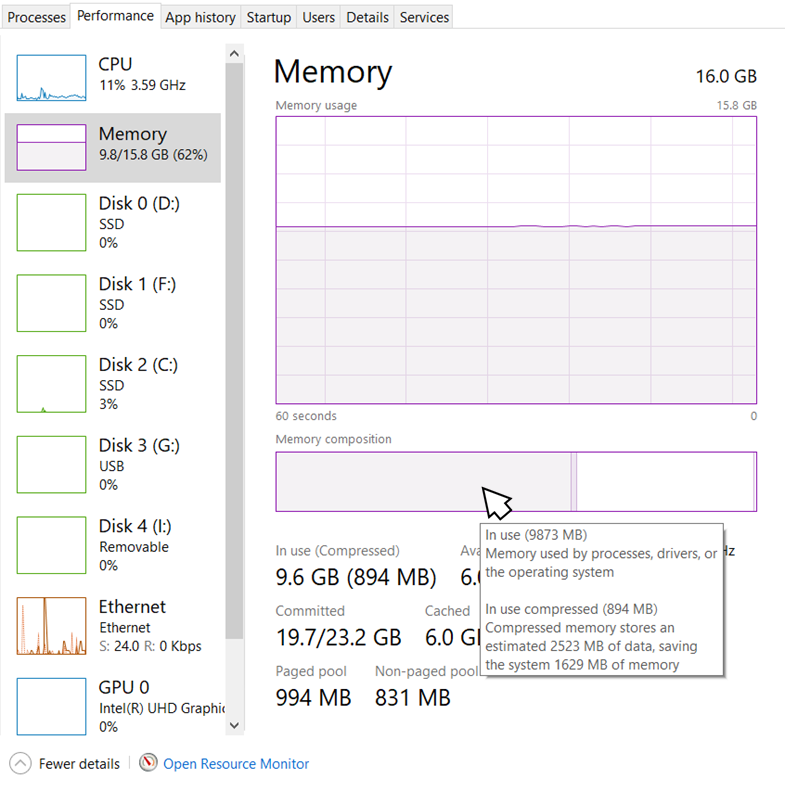 Processes Performance App history Startup Users Details Services
CPU
11% 3.59 GHz
Memory
9.8/15.8 GB (62%)
Disk 0 (D:)
SSD
0%
Disk 1 (F:)
SSD
0%
Disk 2 (C:)
SSD
3%
Disk 3 (G:)
USB
0%
Disk 4 (I:)
Removable
0%
Ethernet
Ethernet
S: 24.0 R: 0 Kbps
GPU 0
Intel(R) UHD Graphic
0%
Memory 16.0 GB
Memory usage 15.8 GB
60 seconds 0
Memory composition
In use (Compressed)
9.6 GB (894 MB) 6.
Committed Cached
19.7/23.2 GB 6.0 G
Paged pool Non-paged pool
994 MB 831 MB
In use (9873 MB)
Memory used by processes, drivers, or
the operating system
In use compressed (894 MB)
Compressed memory stores an
estimated 2523 MB of data, saving
the system 1629 MB of memory
Fewer details Open Resource Monitor